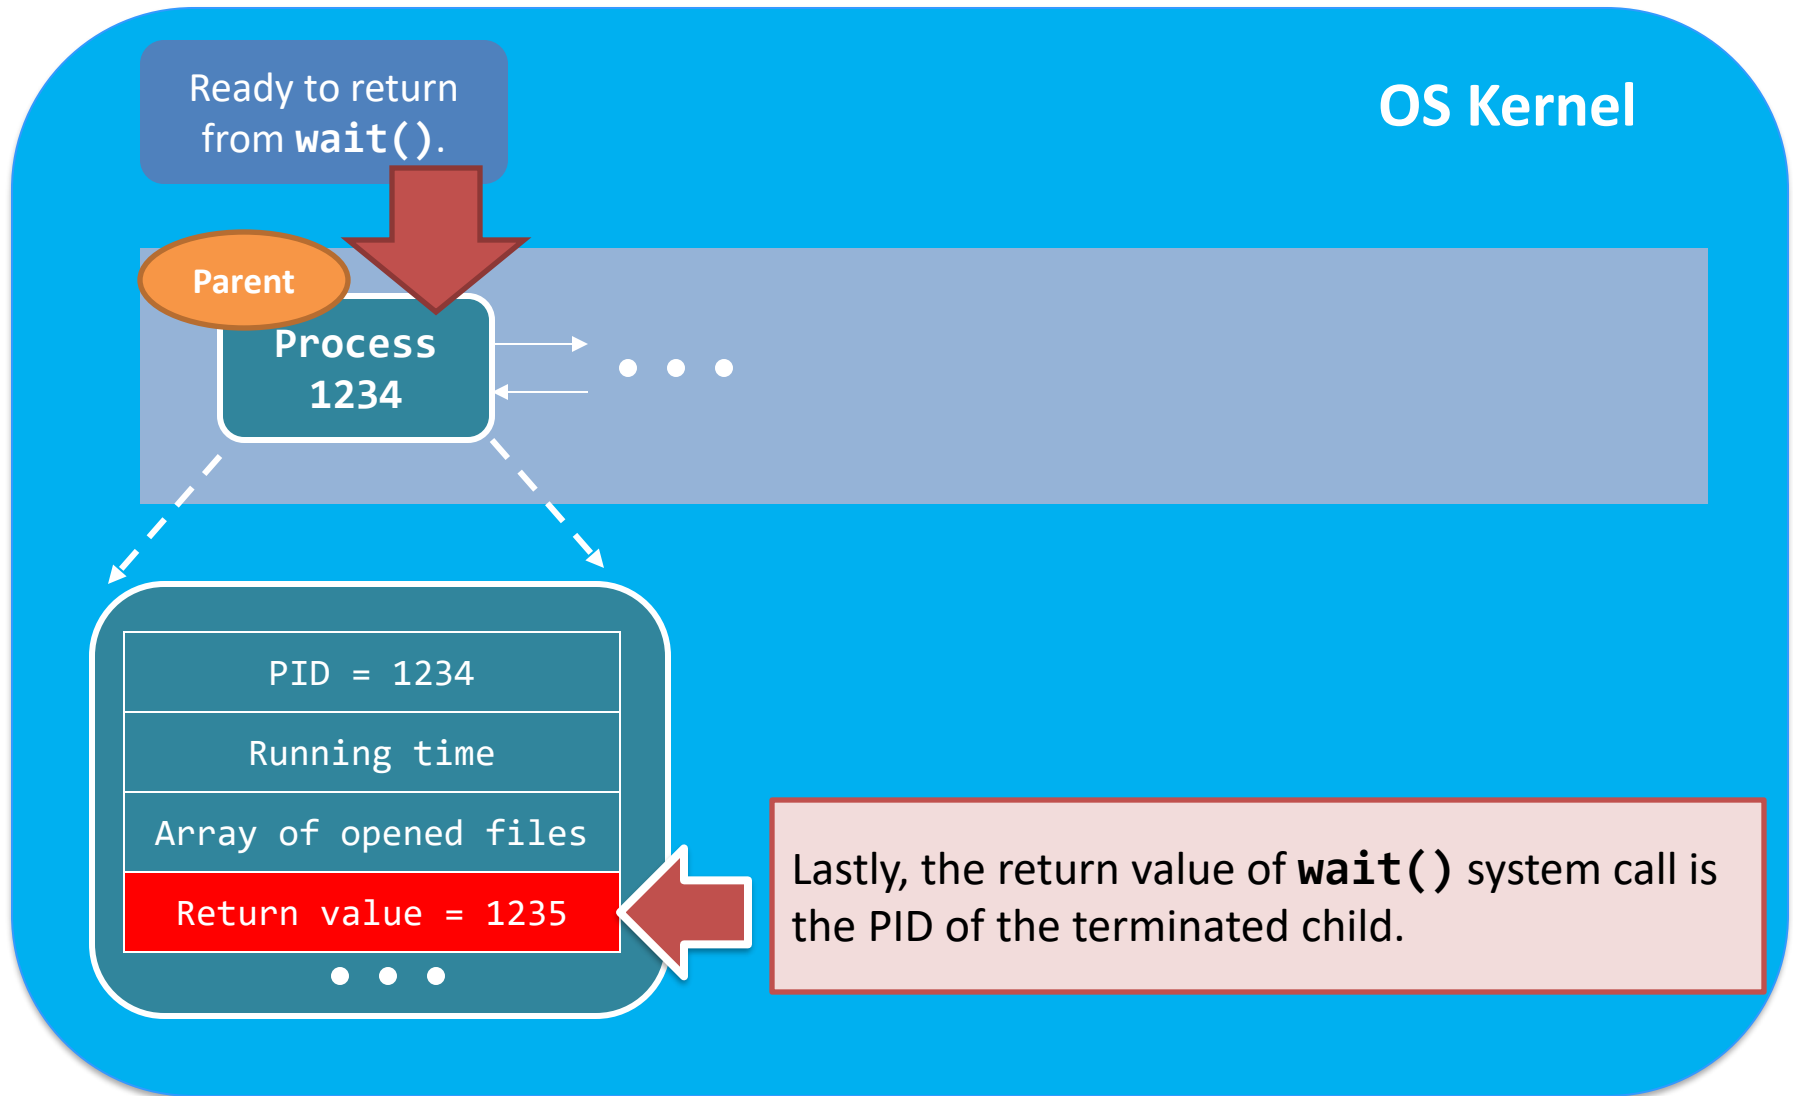 Ready to return
from wait().
OS Kernel
Parent
Process
1234
PID = 1234
Running time
Array of opened files
Return value = 1235
Lastly, the return value of wait() system call is
the PID of the terminated child.